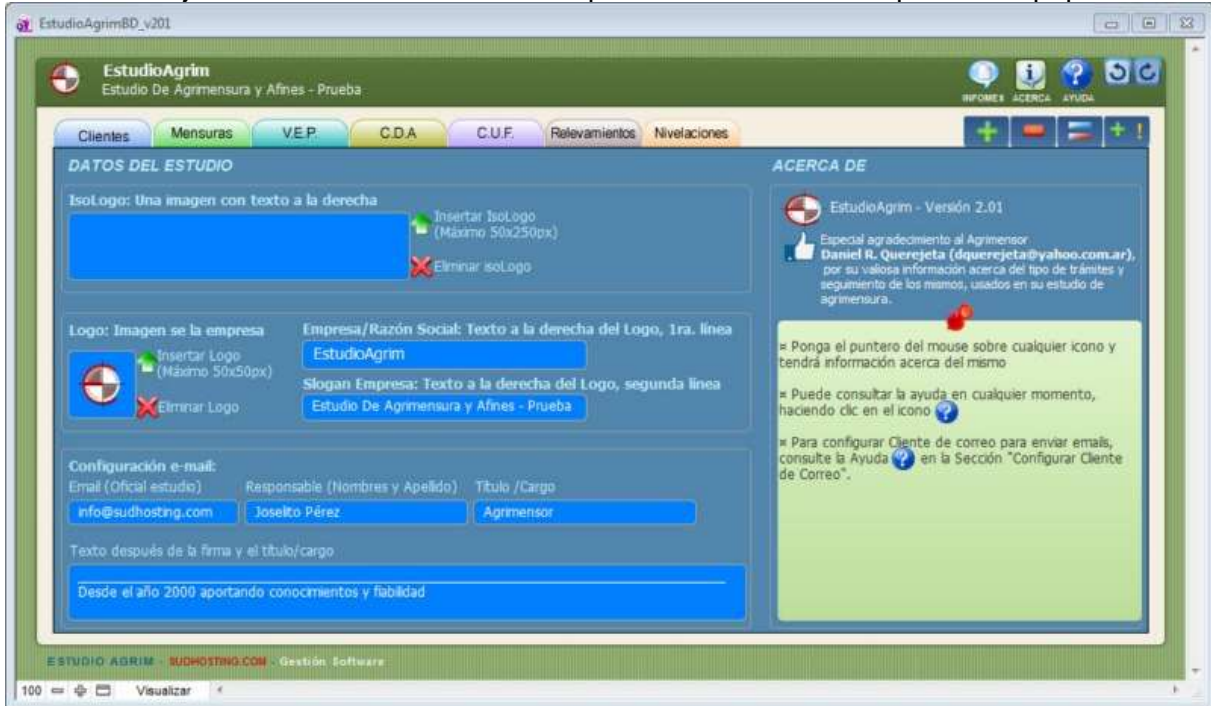 EstudioAgrimBD_v201
EstudioAgrim
Estudio De Agrimensura y Afines - Prueba
INFOMES ACERCA AYUDA
Clientes Mensuras V.E.P. C.D.A C.U.F. Relevamientos Nivelaciones
DATOS DEL ESTUDIO
IsoLogo: Una imagen con texto a la derecha
Insertar IsoLogo
(Máximo 50x250px)
Eliminar isoLogo
Logo: Imagen se la empresa
Insertar Logo
(Máximo 50x50px)
Eliminar Logo
Empresa/Razón Social: Texto a la derecha del Logo, 1ra. línea
EstudioAgrim
Slogan Empresa: Texto a la derecha del Logo, segunda línea
Estudio De Agrimensura y Afines - Prueba
Configuración e-mail:
Email (Oficial estudio) Responsable (Nombres y Apellido) Título /Cargo
info@sudhosting.com Joselito Pérez Agrimensor
Texto después de la firma y el título/cargo
Desde el año 2000 aportando conocimientos y fiabilidad
ACERCA DE
EstudioAgrim - Versión 2.01
Especial agradecimiento al Agrimensor
Daniel R. Querejeta (dquerejeta@yahoo.com.ar),
por su valiosa información acerca del tipo de trámites y
seguimiento de los mismos, usados en su estudio de
agrimensura.
¤ Ponga el puntero del mouse sobre cualquier icono y
tendrá información acerca del mismo
¤ Puede consultar la ayuda en cualquier momento,
haciendo clic en el icono
¤ Para configurar Cliente de correo para enviar emails,
consulte la Ayuda en la Sección "Configurar Cliente
de Correo".
ESTUDIO AGRIM - SUDHOSTING.COM - Gestión Software
100 Visualizar